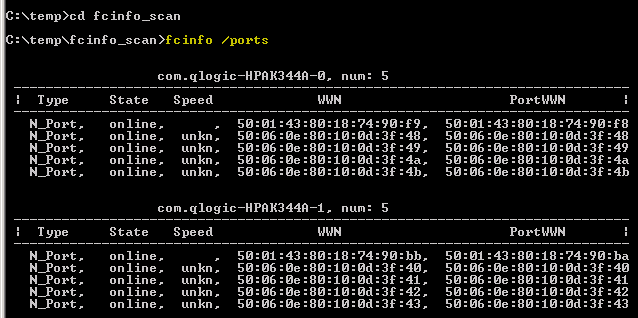 C:\temp>cd fcinfo_scan
C:\temp\fcinfo_scan>fcinfo /ports
com.qlogic-HPAK344A-0, num: 5
------------------------------------------------------------------------------
| Type State Speed WWN PortWWN |
------------------------------------------------------------------------------
N_Port, online, , 50:01:43:80:18:74:90:f9, 50:01:43:80:18:74:90:f8
N_Port, online, unkn, 50:06:0e:80:10:0d:3f:48, 50:06:0e:80:10:0d:3f:48
N_Port, online, unkn, 50:06:0e:80:10:0d:3f:49, 50:06:0e:80:10:0d:3f:49
N_Port, online, unkn, 50:06:0e:80:10:0d:3f:4a, 50:06:0e:80:10:0d:3f:4a
N_Port, online, unkn, 50:06:0e:80:10:0d:3f:4b, 50:06:0e:80:10:0d:3f:4b
com.qlogic-HPAK344A-1, num: 5
------------------------------------------------------------------------------
| Type State Speed WWN PortWWN |
------------------------------------------------------------------------------
N_Port, online, , 50:01:43:80:18:74:90:bb, 50:01:43:80:18:74:90:ba
N_Port, online, unkn, 50:06:0e:80:10:0d:3f:40, 50:06:0e:80:10:0d:3f:40
N_Port, online, unkn, 50:06:0e:80:10:0d:3f:41, 50:06:0e:80:10:0d:3f:41
N_Port, online, unkn, 50:06:0e:80:10:0d:3f:42, 50:06:0e:80:10:0d:3f:42
N_Port, online, unkn, 50:06:0e:80:10:0d:3f:43, 50:06:0e:80:10:0d:3f:43